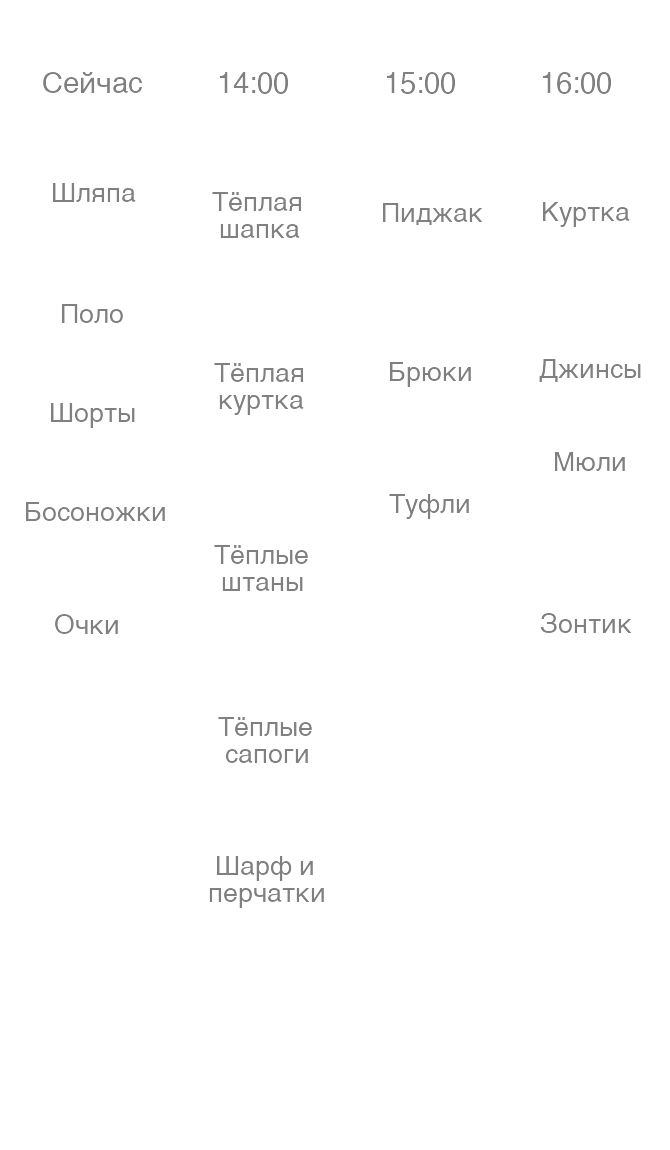 Сейчас 14:00 15:00 16:00
Шляпа
Тёплая
шапка
Пиджак
Куртка
Поло
Тёплая
куртка
Брюки
Джинсы
Шорты
Мюли
Босоножки
Туфли
Тёплые
штаны
Очки
Зонтик
Тёплые
сапоги
Шарф и
перчатки